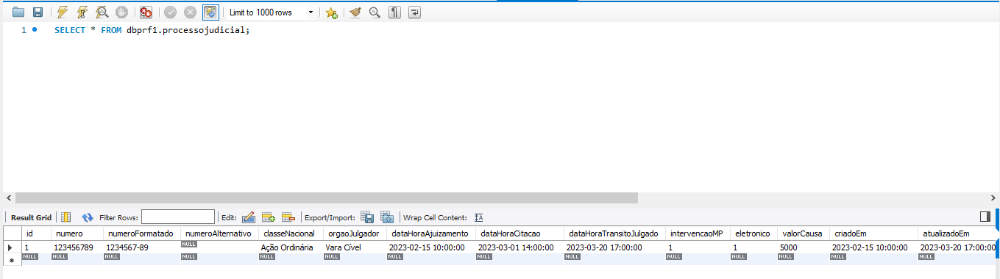 Limit to 1000 rows
1 SELECT * FROM dbprf1.processojudicial;
Result Grid Filter Rows: Edit: Export/Import: Wrap Cell Content: IA
id numero numeroFormatado numeroAlternativo classeNacional orgaoJulgador dataHoraAjuizamento dataHoraCitacao dataHoraTransitoJulgado intervencaoMP eletronico valorCausa criadoEm atualizadoEm
1 123456789 1234567-89 NULL Ação Ordinária Vara Cível 2023-02-15 10:00:00 2023-03-01 14:00:00 2023-03-20 17:00:00 1 1 5000 2023-02-15 10:00:00 2023-03-20 17:00:00
NULL NULL NULL NULL NULL NULL NULL NULL NULL NULL NULL NULL NULL NULL